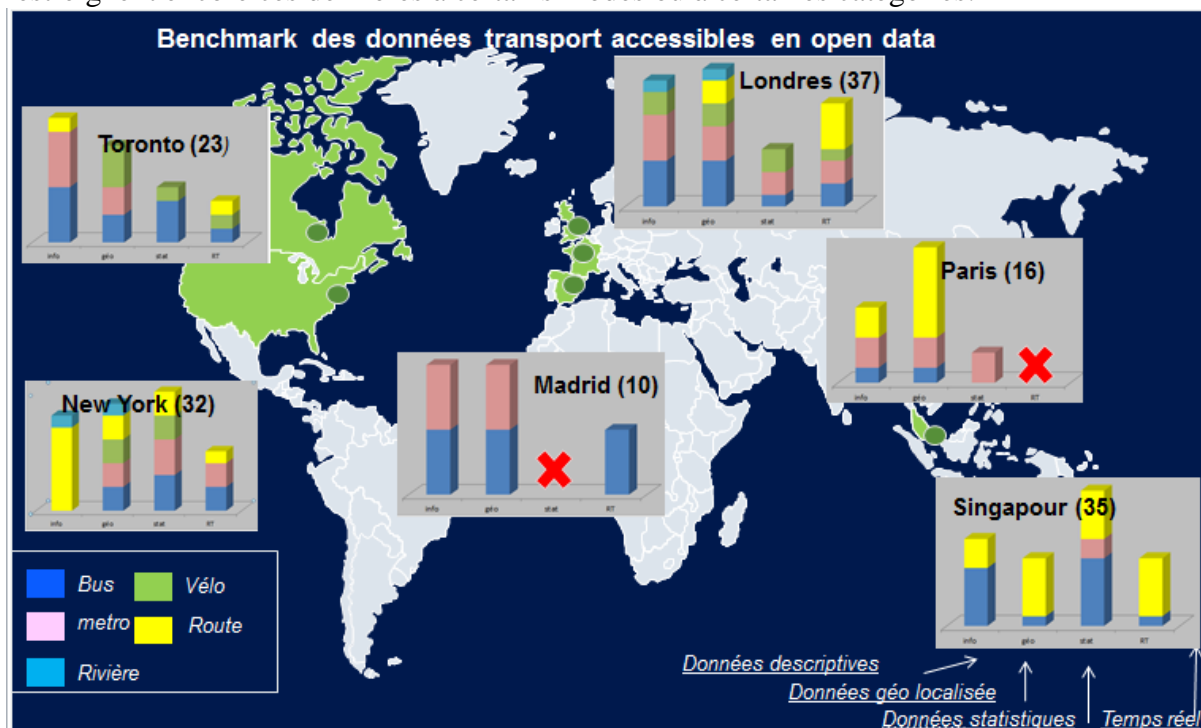 Benchmark des données transport accessibles en open data
Londres (37)
info géo stat RT
Toronto (23)
info géo stat RT
Paris (16)
info géo stat RT
Madrid (10)
info géo stat RT
New York (32)
info géo stat RT
Singapour (35)
info géo stat RT
Bus
Vélo
metro
Route
Rivière
Données descriptives
Données géo localisée
Données statistiques
Temps réel